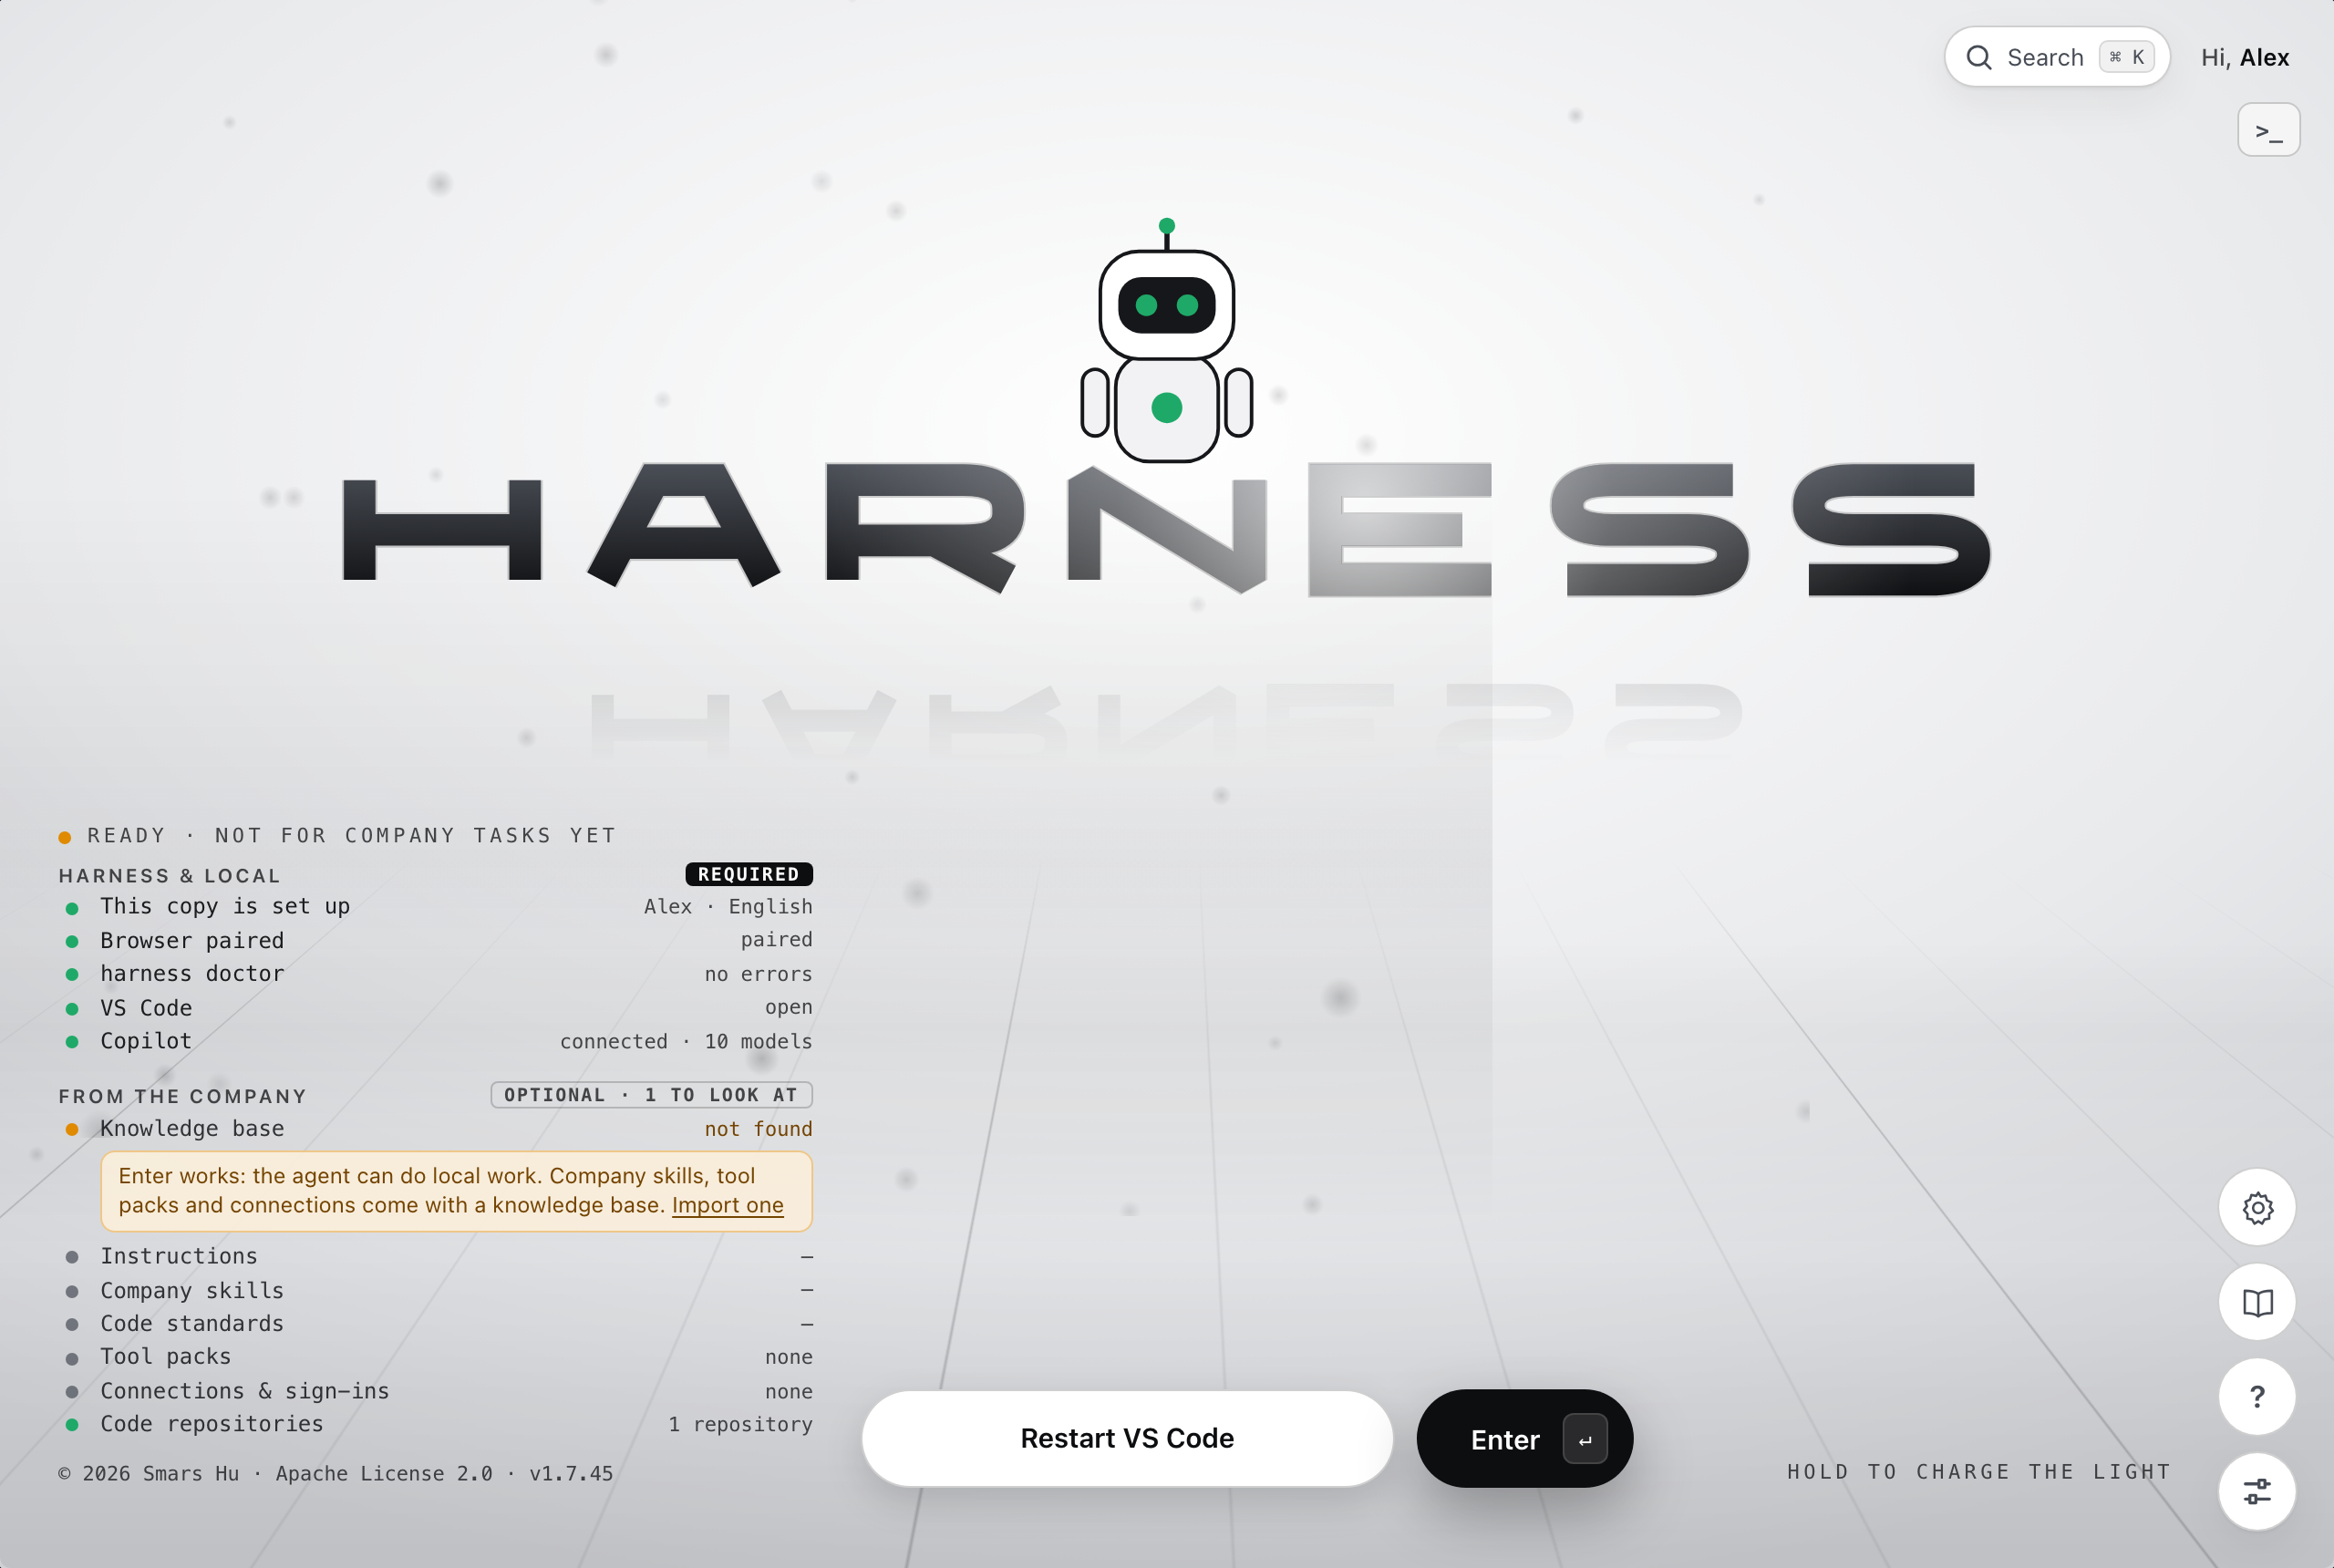 Search ⌘ K
Hi, Alex
>_
HARNESS
HARNESS
READY · NOT FOR COMPANY TASKS YET
HARNESS & LOCAL REQUIRED
This copy is set up Alex · English
Browser paired paired
harness doctor no errors
VS Code open
Copilot connected · 10 models
FROM THE COMPANY OPTIONAL · 1 TO LOOK AT
Knowledge base not found
Enter works: the agent can do local work. Company skills, tool
packs and connections come with a knowledge base. Import one
Instructions —
Company skills —
Code standards —
Tool packs none
Connections & sign-ins none
Code repositories 1 repository
© 2026 Smars Hu · Apache License 2.0 · v1.7.45
Restart VS Code
Enter ↵
HOLD TO CHARGE THE LIGHT
?